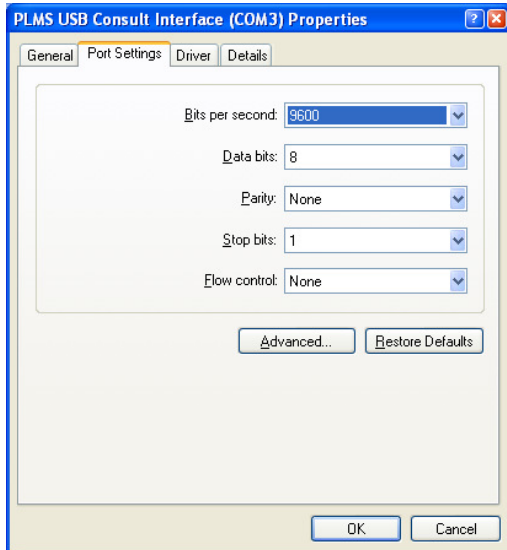 PLMS USB Consult Interface (COM3) Properties
General Port Settings Driver Details
Bits per second: 9600
Data bits: 8
Parity: None
Stop bits: 1
Flow control: None
Advanced... Restore Defaults
OK Cancel